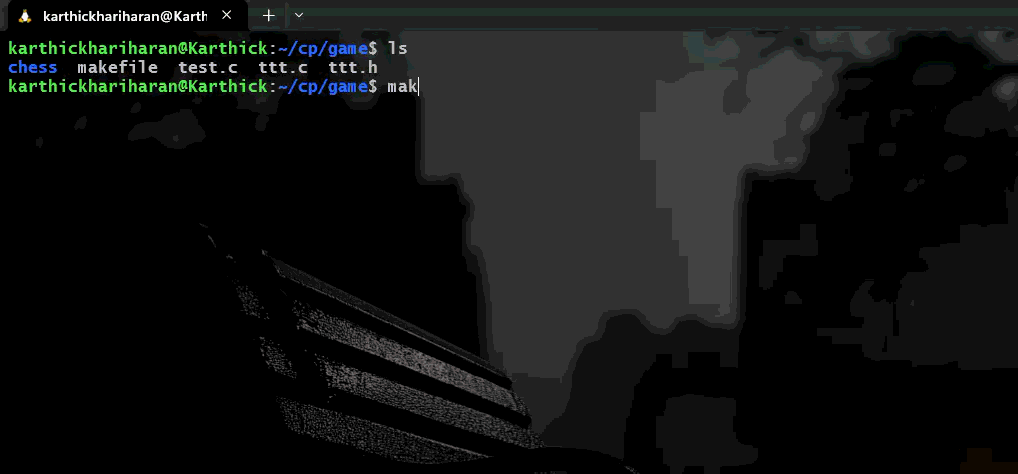 karthickhariharan@Karth
karthickhariharan@Karthick:~/cp/game$ ls
chess makefile test.c ttt.c ttt.h
karthickhariharan@Karthick:~/cp/game$ mak